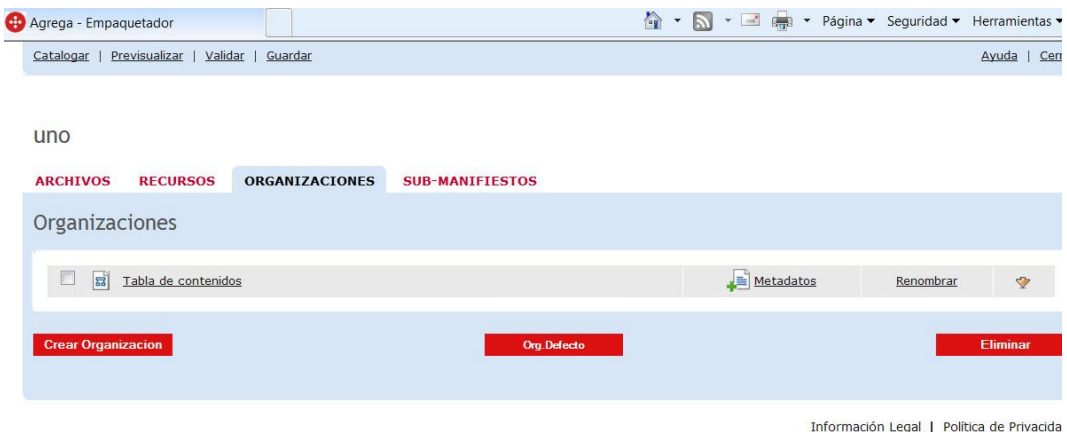 Agrega - Empaquetador Página Seguridad Herramientas
Catalogar | Previsualizar | Validar | Guardar Ayuda |
uno
ARCHIVOS RECURSOS ORGANIZACIONES SUB-MANIFIESTOS
Organizaciones
Tabla de contenidos Metadatos Renombrar
Crear Organizacion Org.Defecto Eliminar
Información Legal | Política de Privacida